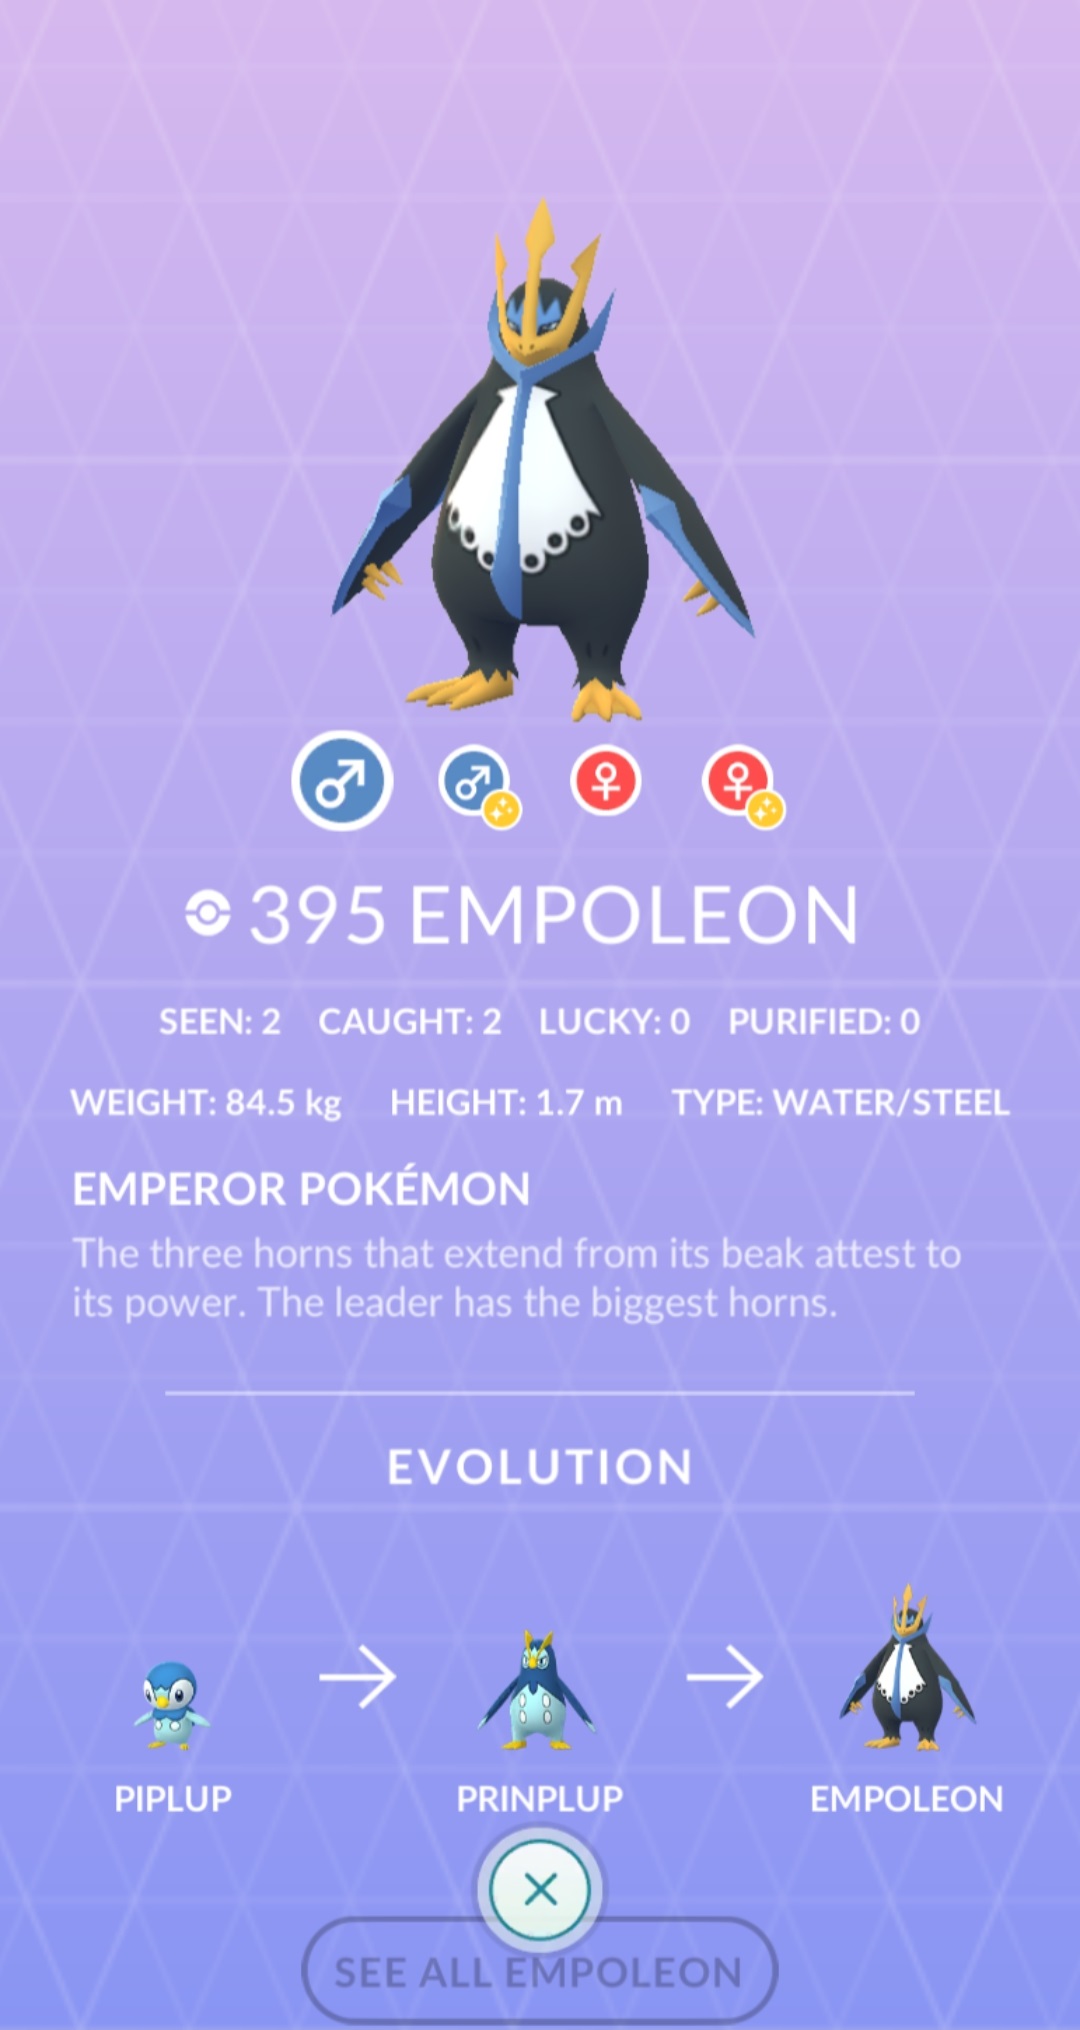 395 EMPOLEON
SEEN: 2 CAUGHT: 2 LUCKY: 0 PURIFIED: 0
WEIGHT: 84.5 kg HEIGHT: 1.7 m TYPE: WATER/STEEL
EMPEROR POKÉMON
The three horns that extend from its beak attest to
its power. The leader has the biggest horns.
EVOLUTION
PIPLUP PRINPLUP EMPOLEON
SEE ALL EMPOLEON